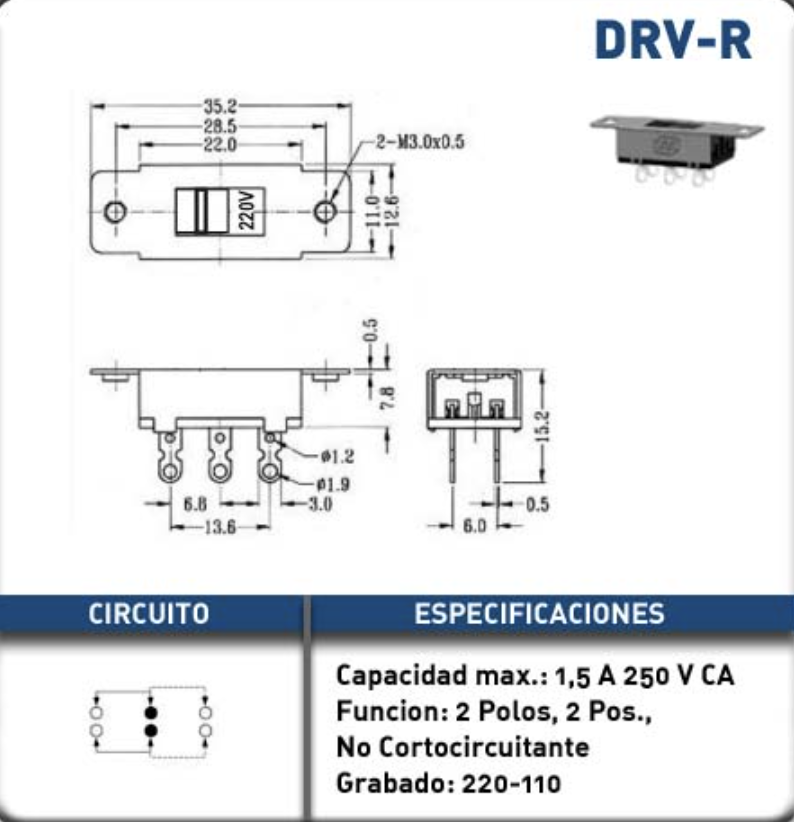 DRV-R
35.2
28.5
22.0
2-M3.0x0.5
220V
11.0
12.6
0.5
7.8
15.2
ø1.2
ø1.9
6.8
3.0
13.6
0.5
6.0
CIRCUITO
ESPECIFICACIONES
Capacidad max.: 1,5 A 250 V CA
Funcion: 2 Polos, 2 Pos.,
No Cortocircuitante
Grabado: 220-110